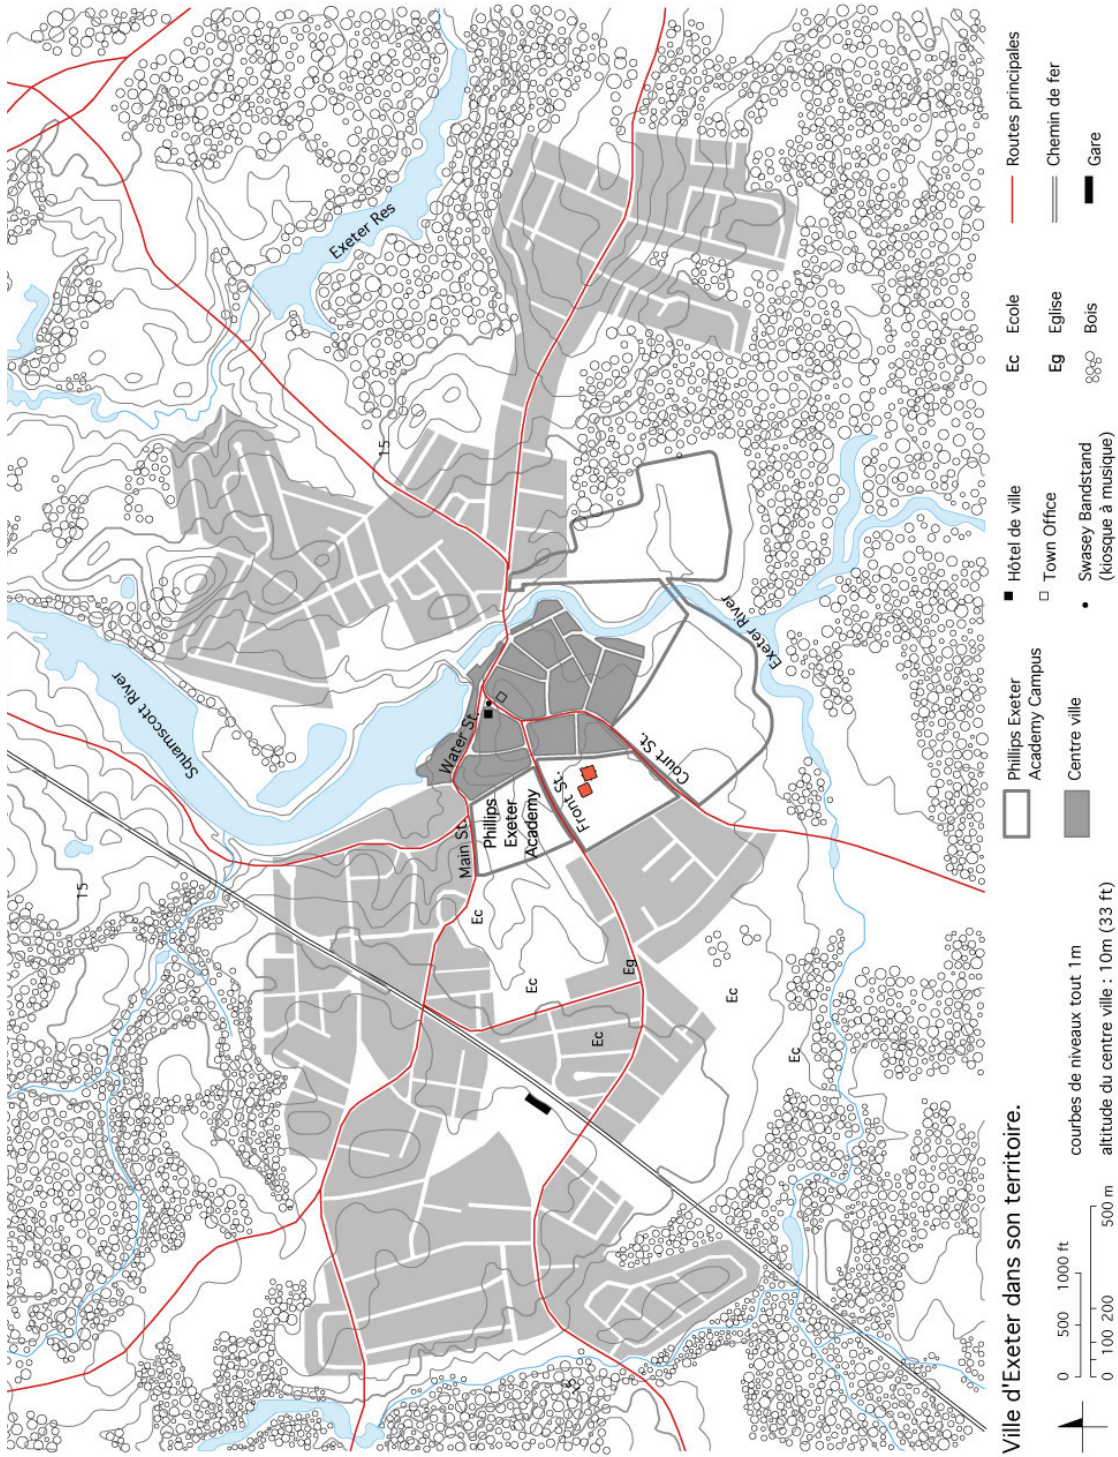 Squamscott River
Exeter Res
15
15
15
Water St.
Main St.
Phillips
Exeter
Academy
Front St.
Court St.
Exeter River
Ec
Ec
Ec
Eg
Ec
Ec
Ville d'Exeter dans son territoire.
0 500 1000 ft
0 100 200 500 m
courbes de niveaux tout 1m
altitude du centre ville : 10m (33 ft)
Phillips Exeter
Academy Campus
Centre ville
Hôtel de ville
Town Office
Swasey Bandstand
(kiosque à musique)
Ec Ecole
Eg Eglise
Bois
Routes principales
Chemin de fer
Gare